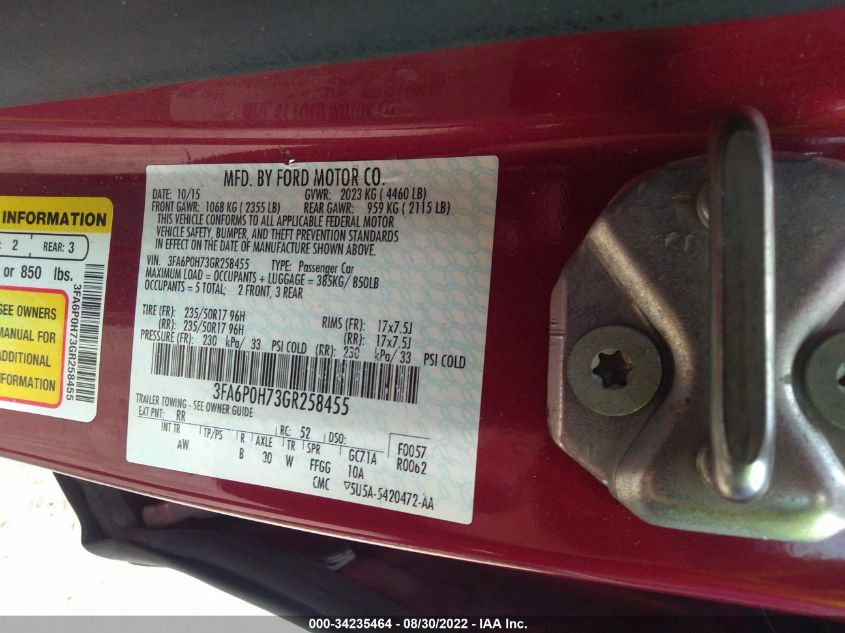 MFD. BY FORD MOTOR CO.
DATE: 10/15 GVWR: 2023 KG ( 4460 LB)
FRONT GAWR: 1068 KG ( 2355 LB) REAR GAWR: 959 KG ( 2115 LB)
THIS VEHICLE CONFORMS TO ALL APPLICABLE FEDERAL MOTOR
VEHICLE SAFETY, BUMPER, AND THEFT PREVENTION STANDARDS
IN EFFECT ON THE DATE OF MANUFACTURE SHOWN ABOVE.
VIN: 3FA6P0H73GR258455 TYPE: Passenger Car
MAXIMUM LOAD = OCCUPANTS + LUGGAGE = 385KG/ 850LB
OCCUPANTS = 5 TOTAL; 2 FRONT, 3 REAR
TIRE (FR): 235/50R17 96H RIMS (FR): 17x7.5J
(RR): 235/50R17 96H (RR): 17x7.5J
PRESSURE (FR): 230 kPa/ 33 PSI COLD (RR): 230 kPa/ 33 PSI COLD
3FA6P0H73GR258455
TRAILER TOWING - SEE OWNER GUIDE
EXT PNT: RR RC: 52 DSO: F0057
INT TR TP/PS R AXLE TR SPR GC71A R0062
AW B 30 W FFGG 10A
CMC 5U5A-5420472-AA
INFORMATION
: 2 REAR: 3
or 850 lbs.
SEE OWNERS
MANUAL FOR
ADDITIONAL
INFORMATION
3FA6P0H73GR258455
000-34235464 - 08/30/2022 - IAA Inc.